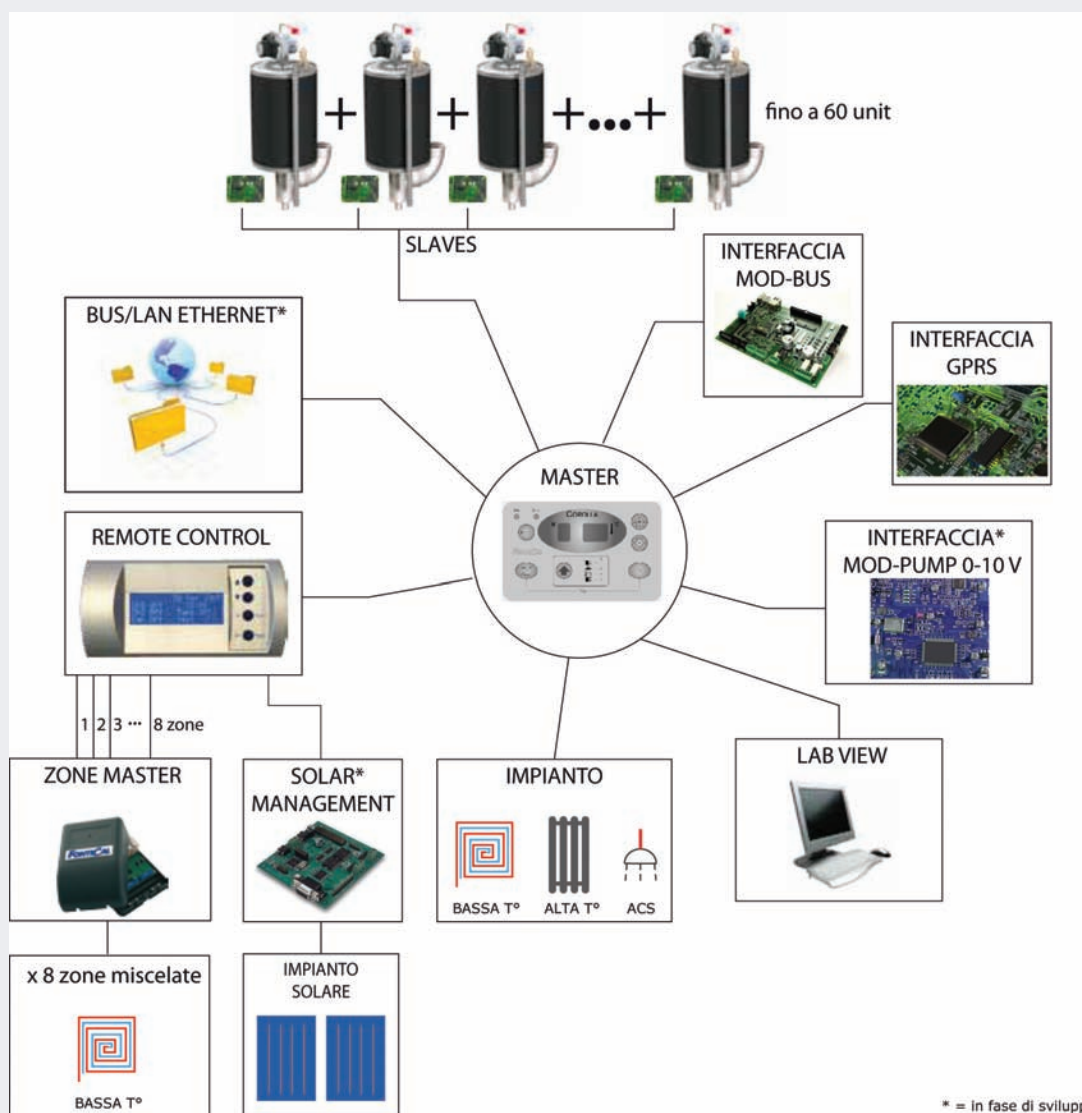 fino a 60 unit
SLAVES
INTERFACCIA
MOD-BUS
BUS/LAN ETHERNET*
INTERFACCIA
GPRS
MASTER
REMOTE CONTROL
INTERFACCIA*
MOD-PUMP 0-10 V
1 2 3 ... 8 zone
ZONE MASTER
SOLAR*
MANAGEMENT
IMPIANTO
BASSA T° ALTA T° ACS
LAB VIEW
x 8 zone miscelate
BASSA T°
IMPIANTO
SOLARE
* = in fase di svilupp